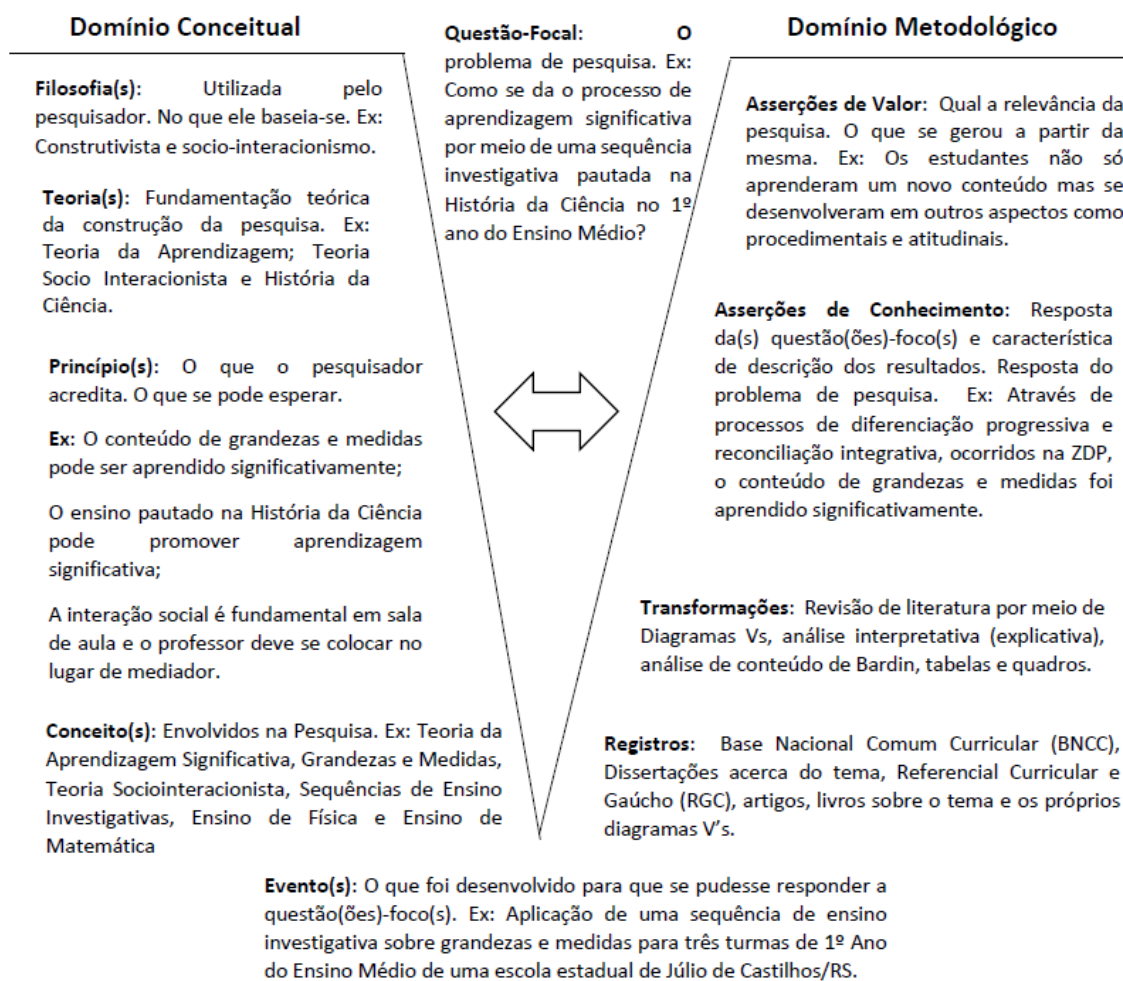 Domínio Conceitual
Filosofia(s): Utilizada pelo
pesquisador. No que ele baseia-se. Ex:
Construtivista e socio-interacionismo.
Teoria(s): Fundamentação teórica
da construção da pesquisa. Ex:
Teoria da Aprendizagem; Teoria
Socio Interacionista e História da
Ciência.
Princípio(s): O que o pesquisador
acredita. O que se pode esperar.
Ex: O conteúdo de grandezas e medidas
pode ser aprendido significativamente;
O ensino pautado na História da Ciência
pode promover aprendizagem
significativa;
A interação social é fundamental em sala
de aula e o professor deve se colocar no
lugar de mediador.
Conceito(s): Envolvidos na Pesquisa. Ex: Teoria da
Aprendizagem Significativa, Grandezas e Medidas,
Teoria Sociointeracionista, Sequências de Ensino
Investigativas, Ensino de Física e Ensino de
Matemática
Questão-Focal: O
problema de pesquisa. Ex:
Como se da o processo de
aprendizagem significativa
por meio de uma sequência
investigativa pautada na
História da Ciência no 1º
ano do Ensino Médio?
Domínio Metodológico
Asserções de Valor: Qual a relevância da
pesquisa. O que se gerou a partir da
mesma. Ex: Os estudantes não só
aprenderam um novo conteúdo mas se
desenvolveram em outros aspectos como
procedimentais e atitudinais.
Asserções de Conhecimento: Resposta
da(s) questão(ões)-foco(s) e característica
de descrição dos resultados. Resposta do
problema de pesquisa. Ex: Através de
processos de diferenciação progressiva e
reconciliação integrativa, ocorridos na ZDP,
o conteúdo de grandezas e medidas foi
aprendido significativamente.
Transformações: Revisão de literatura por meio de
Diagramas Vs, análise interpretativa (explicativa),
análise de conteúdo de Bardin, tabelas e quadros.
Registros: Base Nacional Comum Curricular (BNCC),
Dissertações acerca do tema, Referencial Curricular e
Gaúcho (RGC), artigos, livros sobre o tema e os próprios
diagramas V's.
Evento(s): O que foi desenvolvido para que se pudesse responder a
questão(ões)-foco(s). Ex: Aplicação de uma sequência de ensino
investigativa sobre grandezas e medidas para três turmas de 1º Ano
do Ensino Médio de uma escola estadual de Júlio de Castilhos/RS.